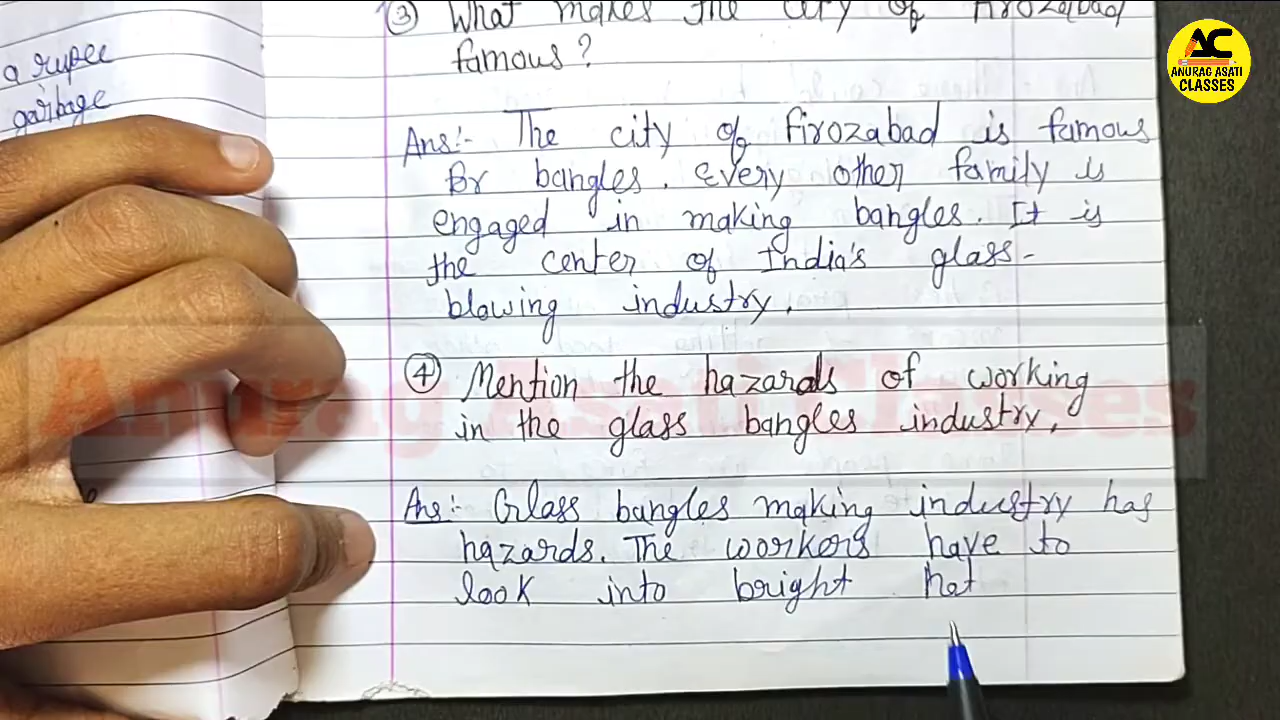 a rupee
garbage
③ What makes the city of Firozabad
famous?
Ans:- The city of Firozabad is famous
for bangles. Every other family is
engaged in making bangles. It is
the center of India's glass-
blowing industry.
④ Mention the hazards of working
in the glass bangles industry.
Ans:- Glass bangles making industry has
hazards. The workers have to
look into bright hot
AC
ANURAG ASATI
CLASSES
Anurag Asati Classes